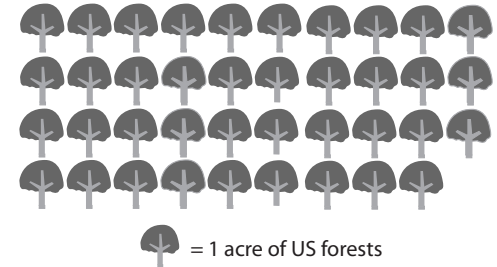 = 1 acre of US forests